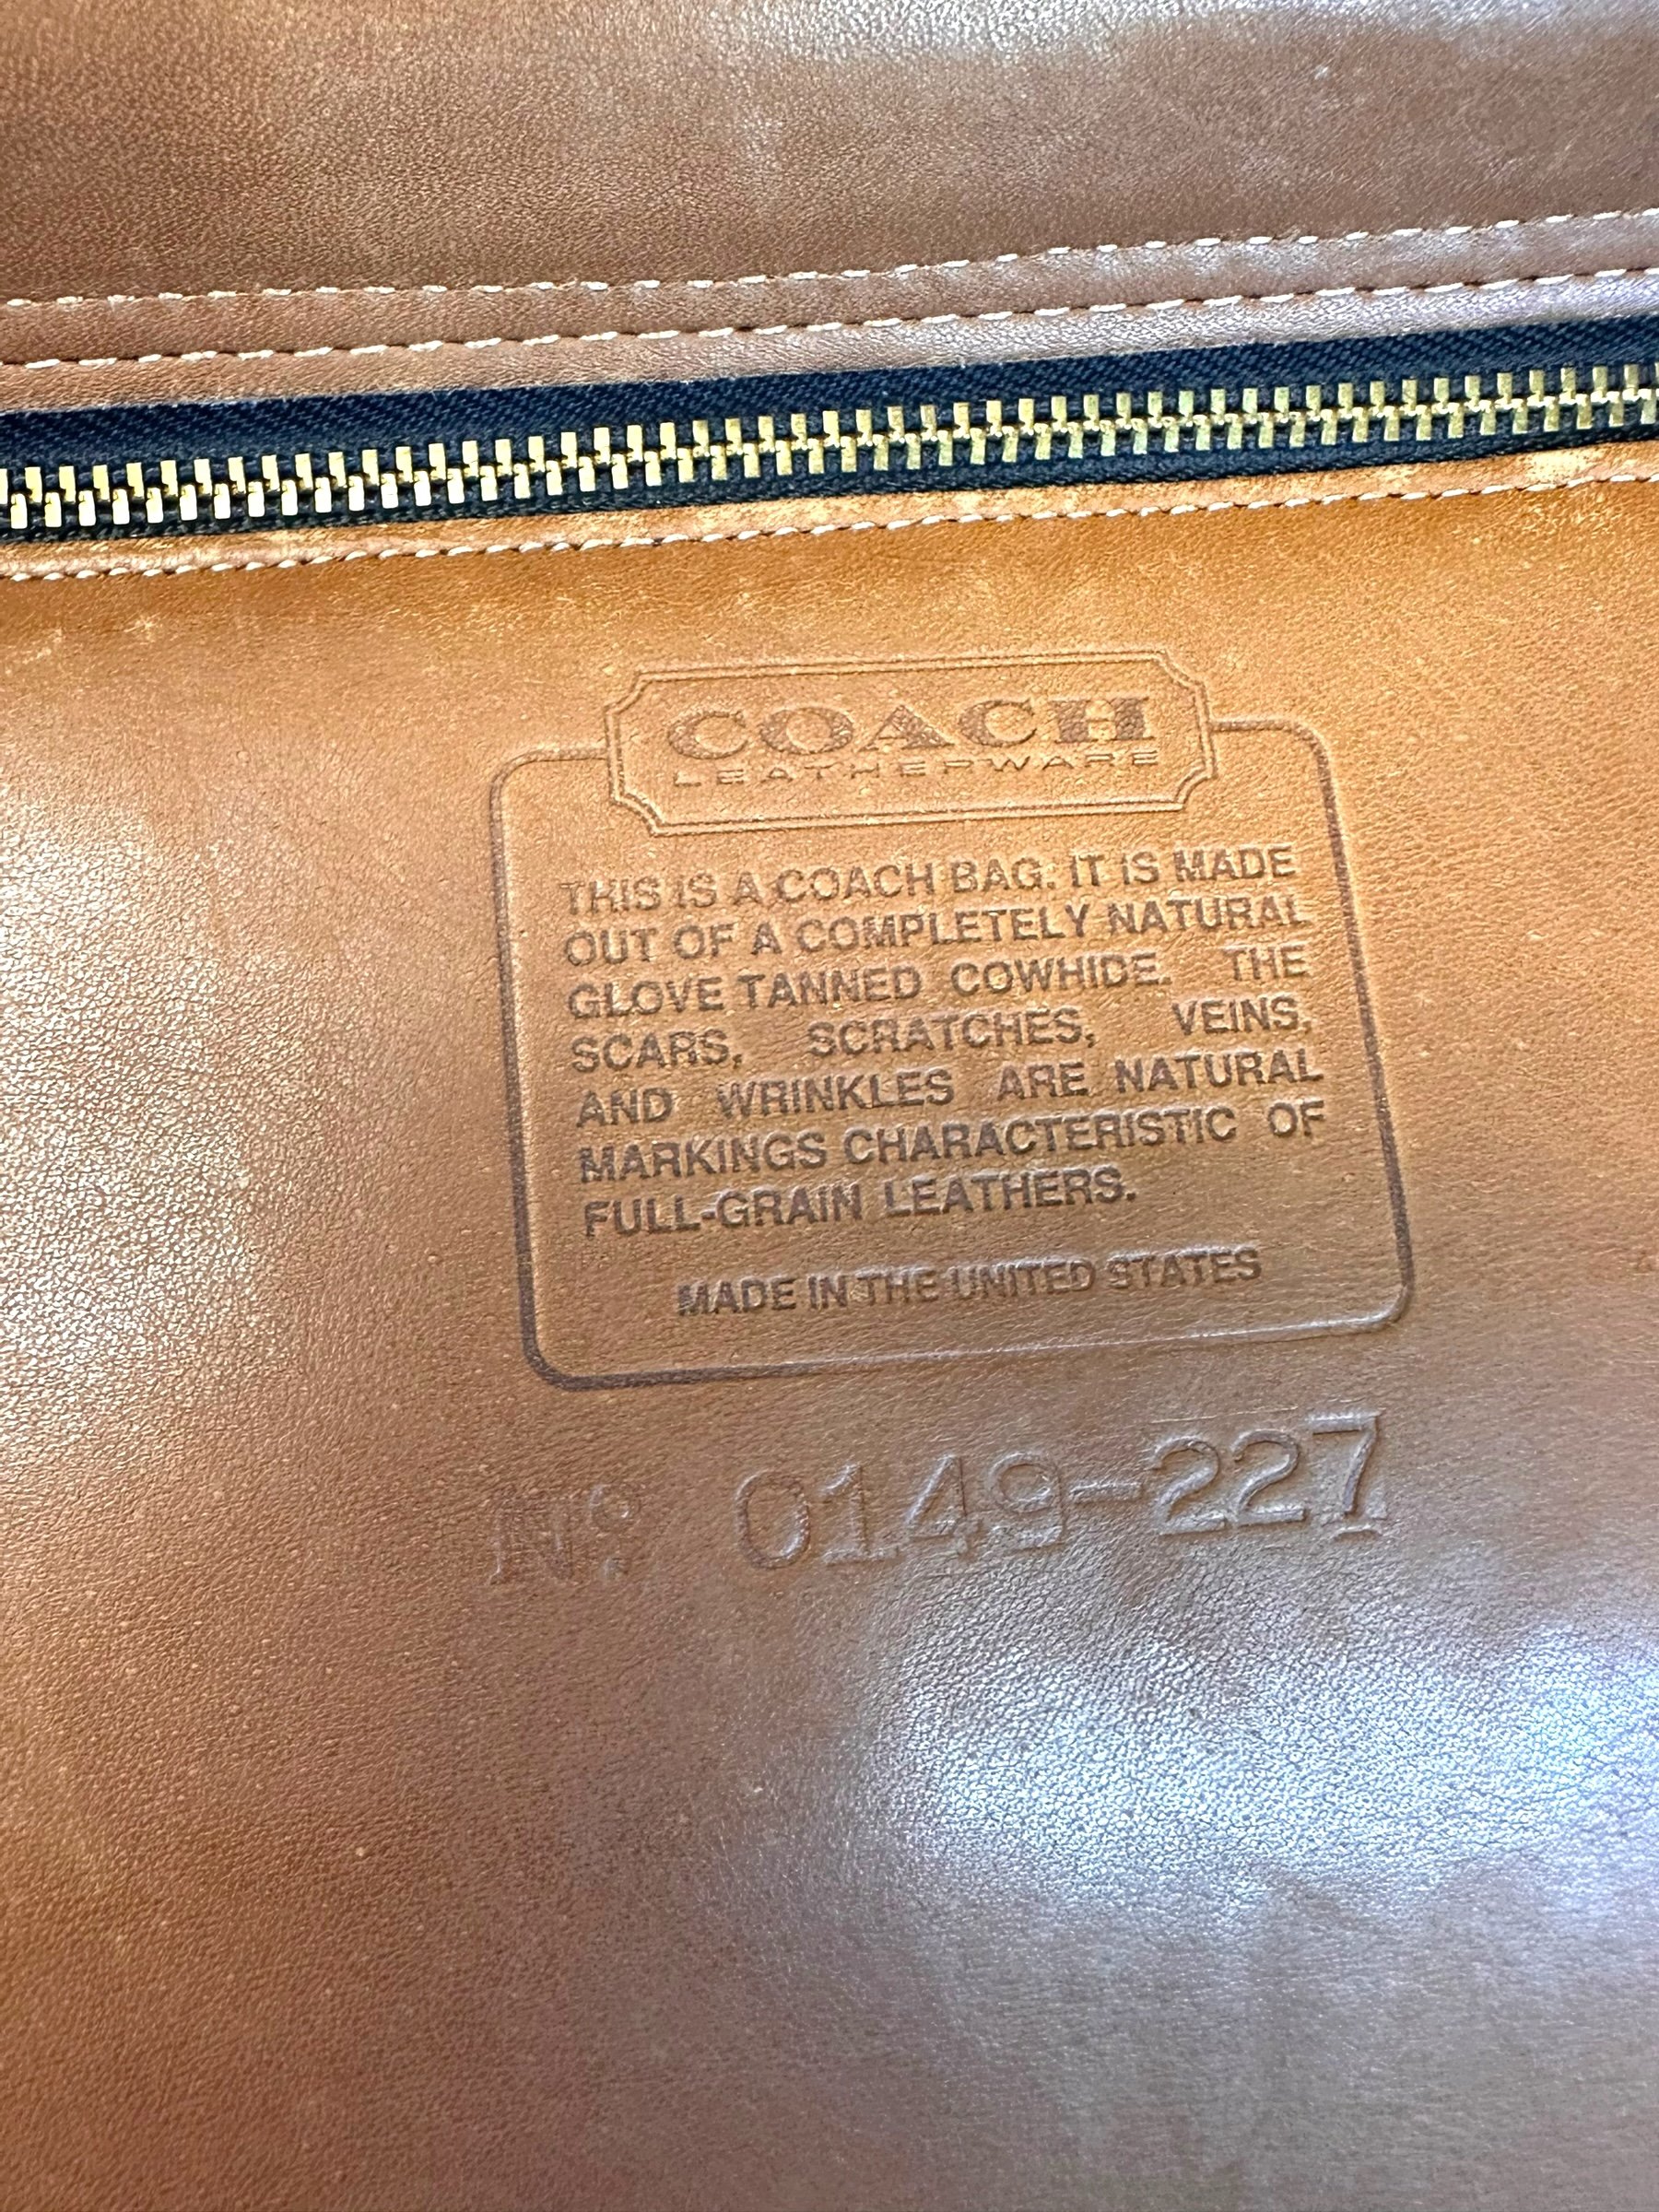 COACH
LEATHERWARE
THIS IS A COACH BAG. IT IS MADE
OUT OF A COMPLETELY NATURAL
GLOVE TANNED COWHIDE. THE
SCARS, SCRATCHES, VEINS,
AND WRINKLES ARE NATURAL
MARKINGS CHARACTERISTIC OF
FULL-GRAIN LEATHERS.
MADE IN THE UNITED STATES
Nº 0149-227